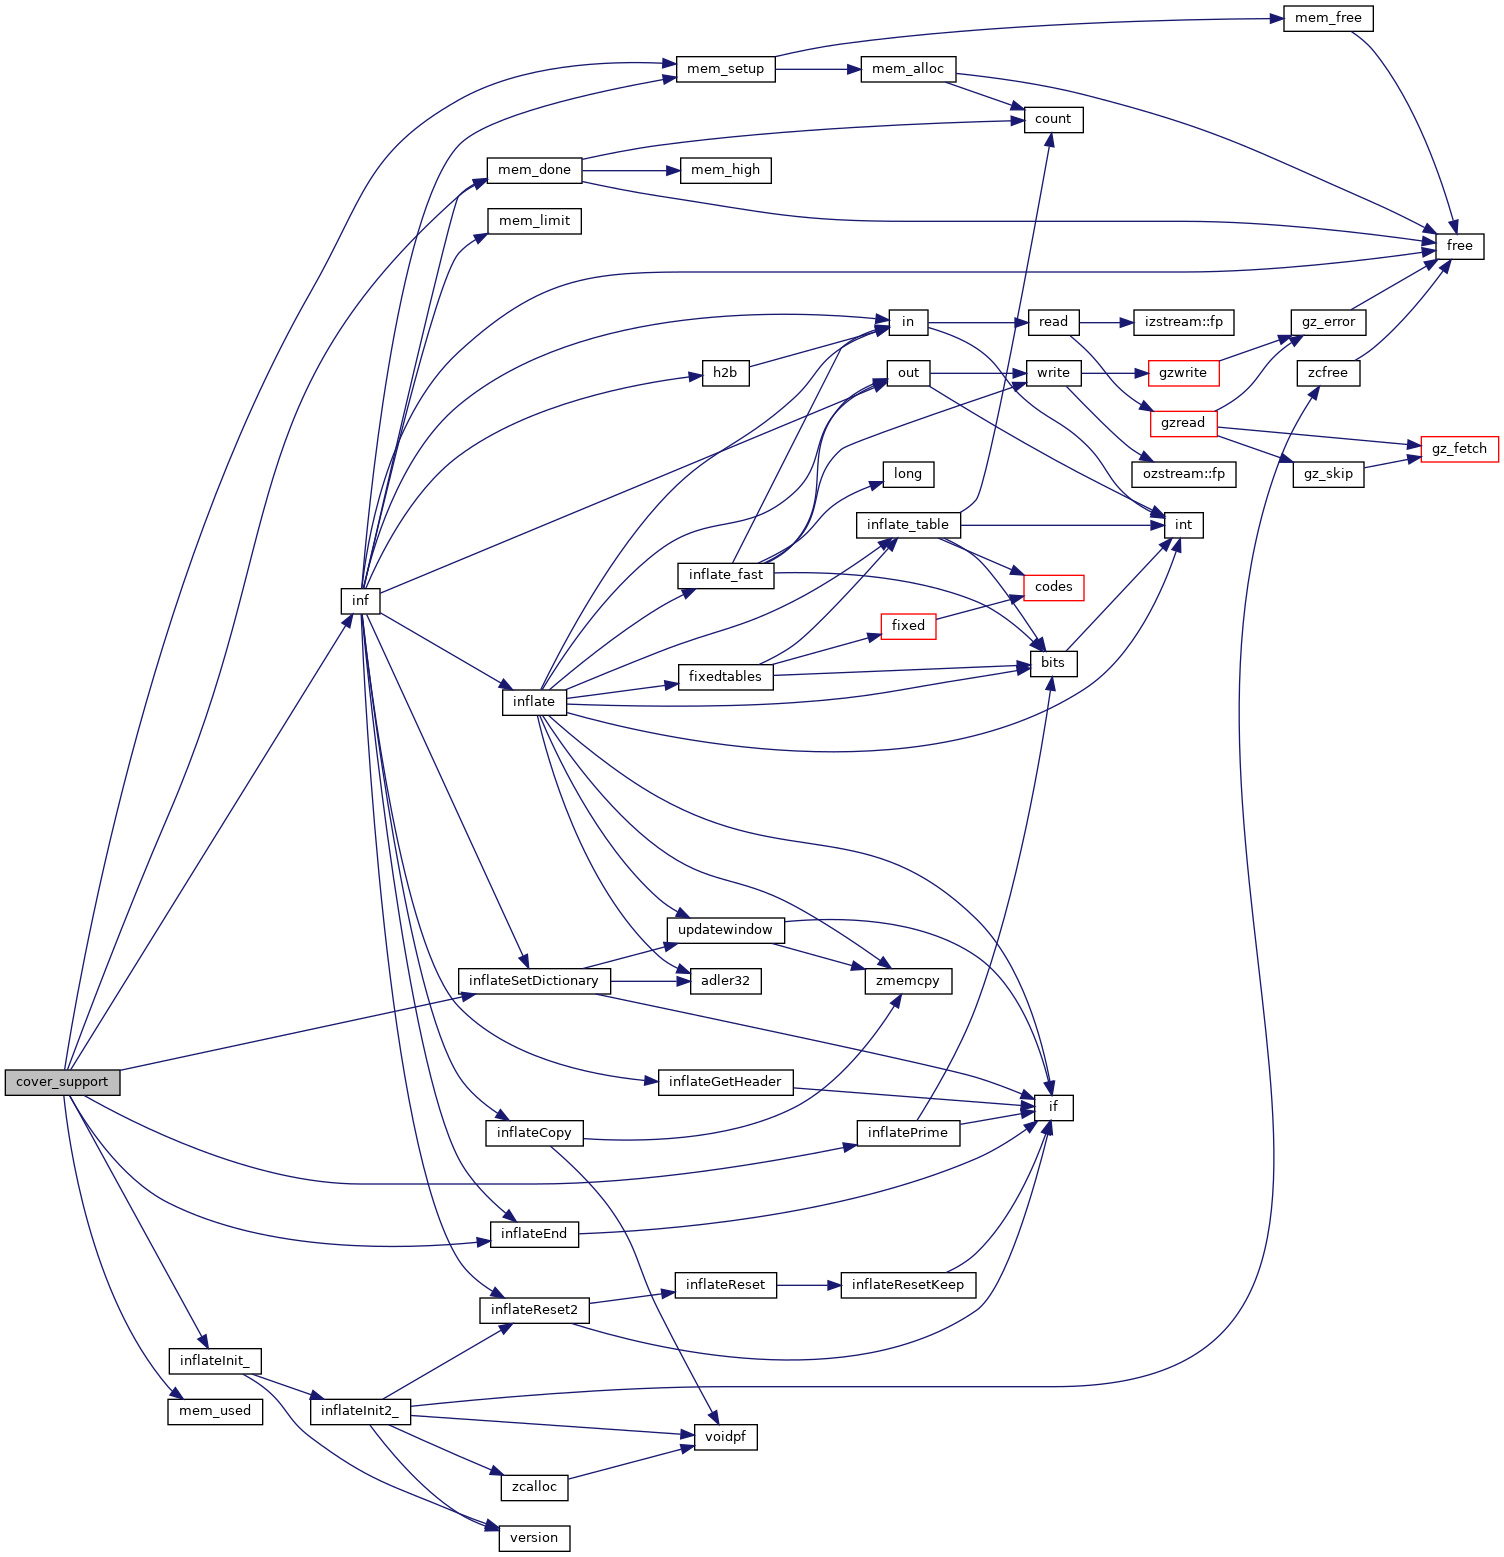 mem_free
mem_setup
mem_alloc
count
mem_done
mem_high
mem_limit
free
in
read
izstream::fp
gz_error
h2b
out
write
gzwrite
zcfree
gzread
gz_fetch
long
ozstream::fp
gz_skip
inflate_table
int
inflate_fast
codes
inf
fixed
bits
fixedtables
inflate
updatewindow
inflateSetDictionary
adler32
zmemcpy
cover_support
inflateGetHeader
if
inflateCopy
inflatePrime
inflateEnd
inflateReset
inflateResetKeep
inflateReset2
inflateInit_
mem_used
inflateInit2_
voidpf
zcalloc
version